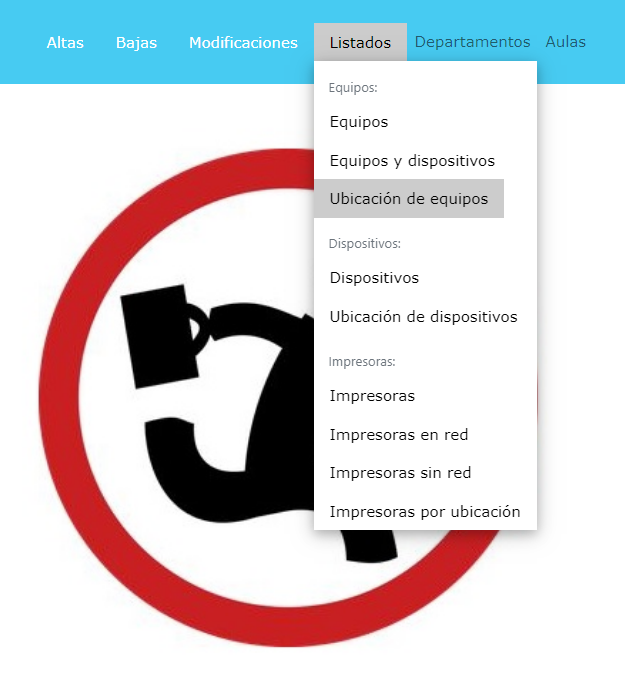 Altas Bajas Modificaciones Listados Departamentos Aulas
Equipos:
Equipos
Equipos y dispositivos
Ubicación de equipos
Dispositivos:
Dispositivos
Ubicación de dispositivos
Impresoras:
Impresoras
Impresoras en red
Impresoras sin red
Impresoras por ubicación